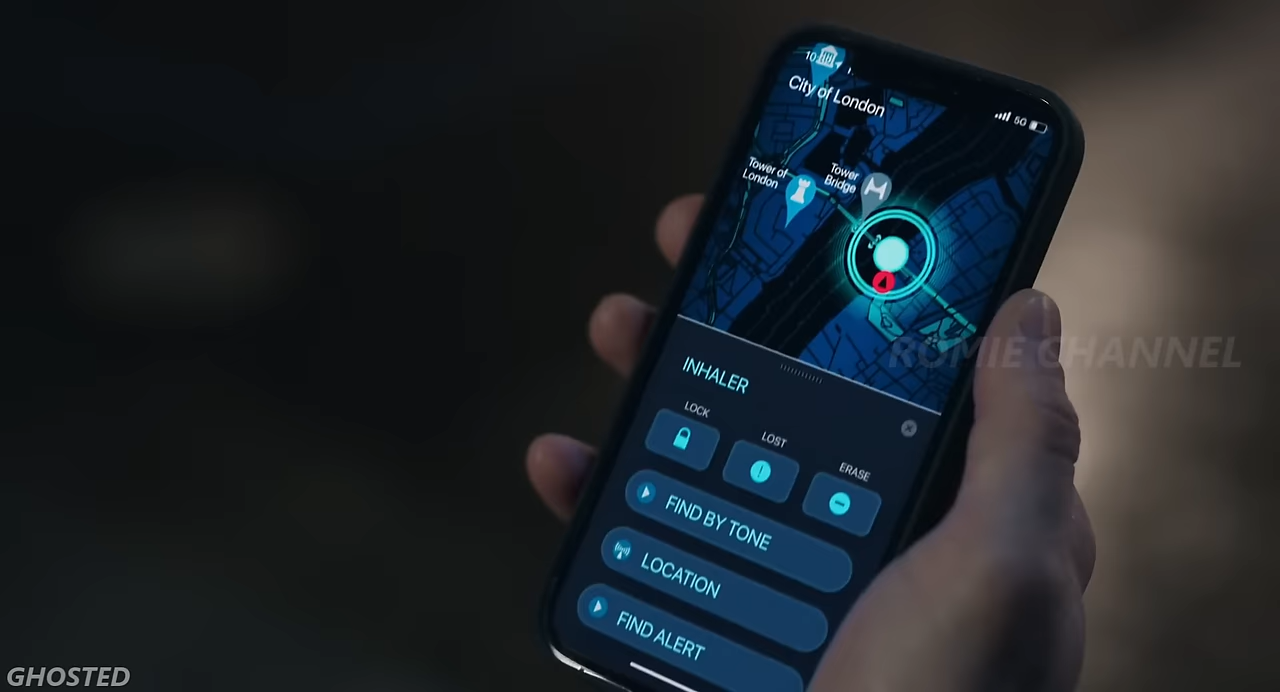 City of London
5G
Tower of
London
Tower
Bridge
INHALER
LOCK
LOST
ERASE
FIND BY TONE
LOCATION
FIND ALERT
ROMIE CHANNEL
GHOSTED